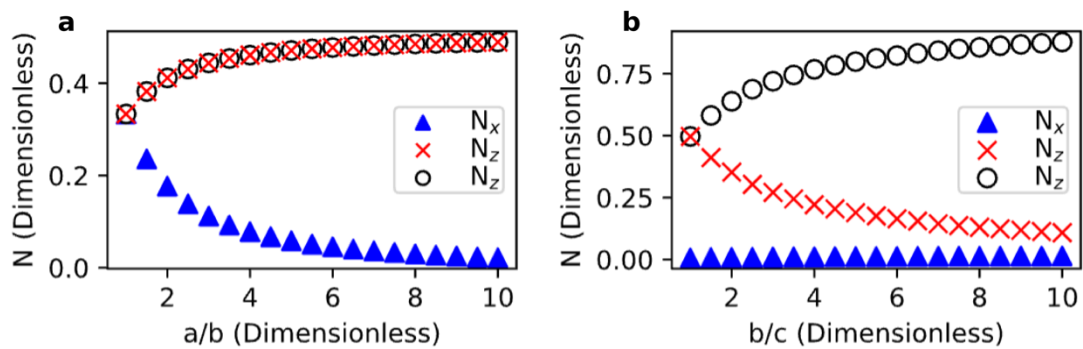 a
N (Dimensionless)
0.4
0.2
0.0
N_x
N_z
N_z
2 4 6 8 10
a/b (Dimensionless)
b
N (Dimensionless)
0.75
0.50
0.25
0.00
N_x
N_z
N_z
2 4 6 8 10
b/c (Dimensionless)